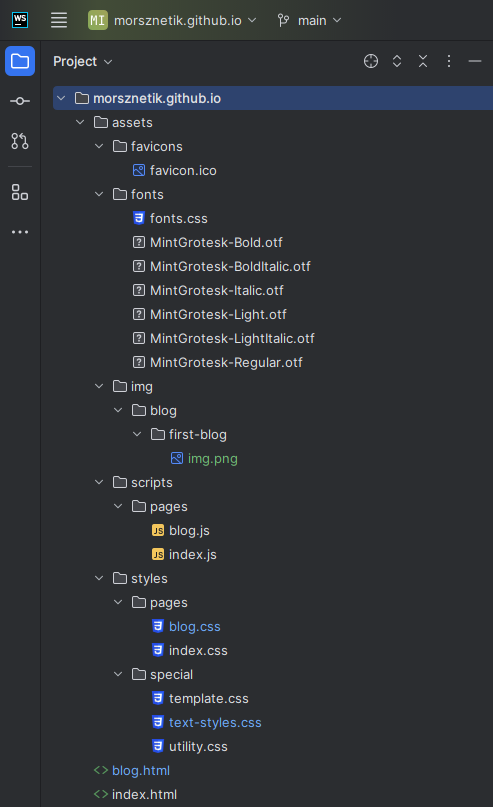 WS MI morsznetik.github.io main
Project
morsznetik.github.io
assets
favicons
favicon.ico
fonts
fonts.css
MintGrotesk-Bold.otf
MintGrotesk-BoldItalic.otf
MintGrotesk-Italic.otf
MintGrotesk-Light.otf
MintGrotesk-LightItalic.otf
MintGrotesk-Regular.otf
img
blog
first-blog
img.png
scripts
pages
JS blog.js
JS index.js
styles
pages
blog.css
index.css
special
template.css
text-styles.css
utility.css
<> blog.html
<> index.html